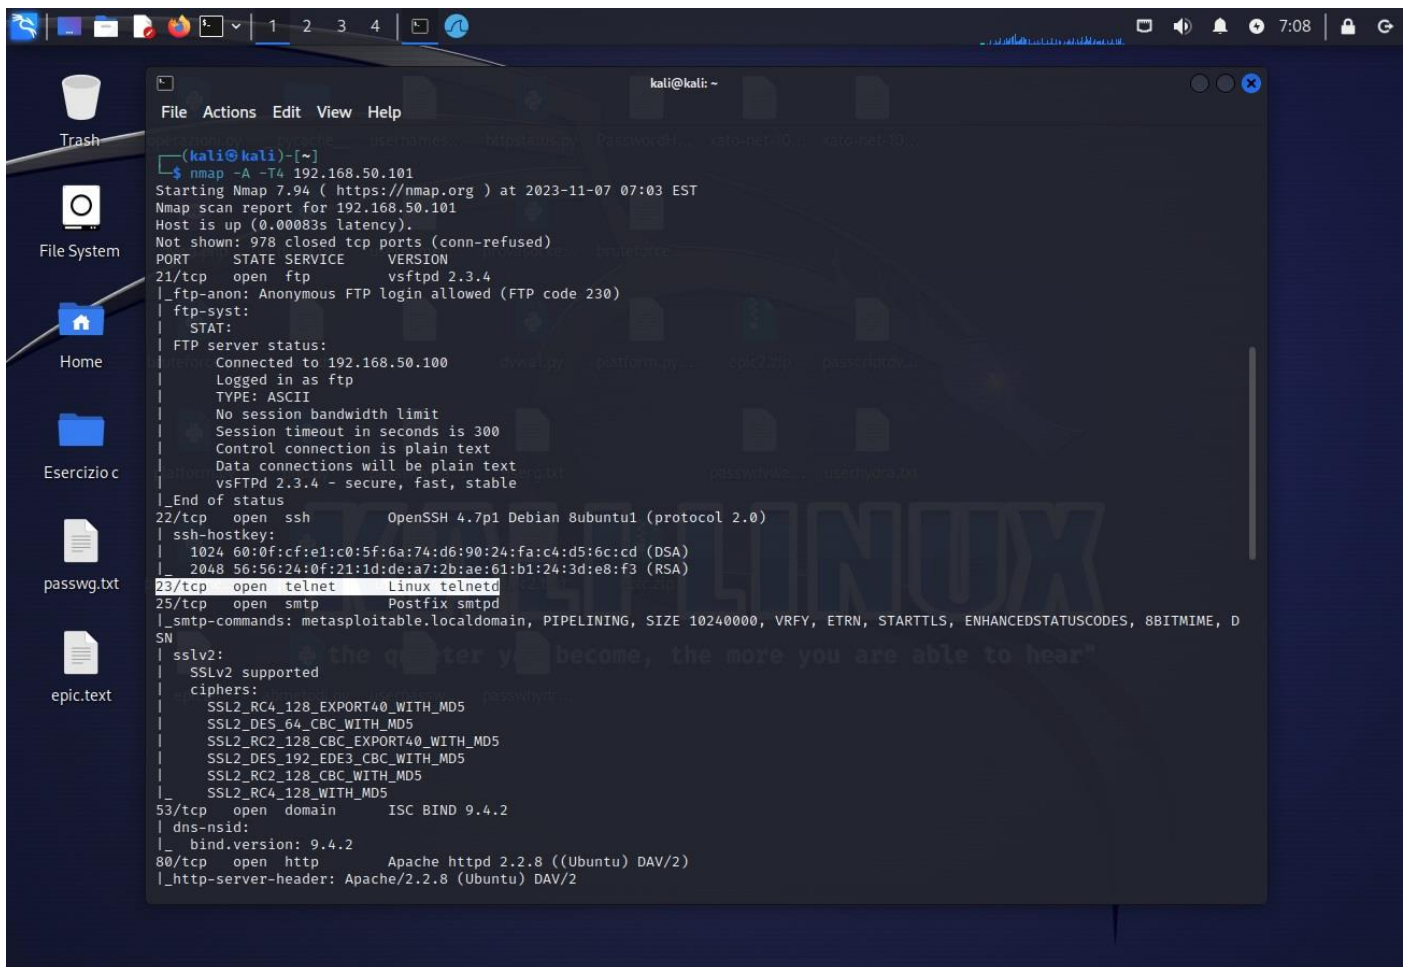 1 2 3 4
7:08
Trash
File System
Home
Esercizio c
passwg.txt
epic.text
kali@kali: ~
File Actions Edit View Help
┌──(kali㉿kali)-[~]
└─$ nmap -A -T4 192.168.50.101
Starting Nmap 7.94 ( https://nmap.org ) at 2023-11-07 07:03 EST
Nmap scan report for 192.168.50.101
Host is up (0.00083s latency).
Not shown: 978 closed tcp ports (conn-refused)
PORT     STATE SERVICE     VERSION
21/tcp   open  ftp         vsftpd 2.3.4
|_ftp-anon: Anonymous FTP login allowed (FTP code 230)
| ftp-syst:
|   STAT:
| FTP server status:
|      Connected to 192.168.50.100
|      Logged in as ftp
|      TYPE: ASCII
|      No session bandwidth limit
|      Session timeout in seconds is 300
|      Control connection is plain text
|      Data connections will be plain text
|      vsFTPd 2.3.4 - secure, fast, stable
|_End of status
22/tcp   open  ssh         OpenSSH 4.7p1 Debian 8ubuntu1 (protocol 2.0)
| ssh-hostkey:
|   1024 60:0f:cf:e1:c0:5f:6a:74:d6:90:24:fa:c4:d5:6c:cd (DSA)
|_  2048 56:56:24:0f:21:1d:de:a7:2b:ae:61:b1:24:3d:e8:f3 (RSA)
23/tcp   open  telnet      Linux telnetd
25/tcp   open  smtp        Postfix smtpd
|_smtp-commands: metasploitable.localdomain, PIPELINING, SIZE 10240000, VRFY, ETRN, STARTTLS, ENHANCEDSTATUSCODES, 8BITMIME, D
SN
| sslv2:
|   SSLv2 supported
|   ciphers:
|     SSL2_RC4_128_EXPORT40_WITH_MD5
|     SSL2_DES_64_CBC_WITH_MD5
|     SSL2_RC2_128_CBC_EXPORT40_WITH_MD5
|     SSL2_DES_192_EDE3_CBC_WITH_MD5
|     SSL2_RC2_128_CBC_WITH_MD5
|_    SSL2_RC4_128_WITH_MD5
53/tcp   open  domain      ISC BIND 9.4.2
| dns-nsid:
|_  bind.version: 9.4.2
80/tcp   open  http        Apache httpd 2.2.8 ((Ubuntu) DAV/2)
|_http-server-header: Apache/2.2.8 (Ubuntu) DAV/2
KALI LINUX
become, the more you are able to hear"